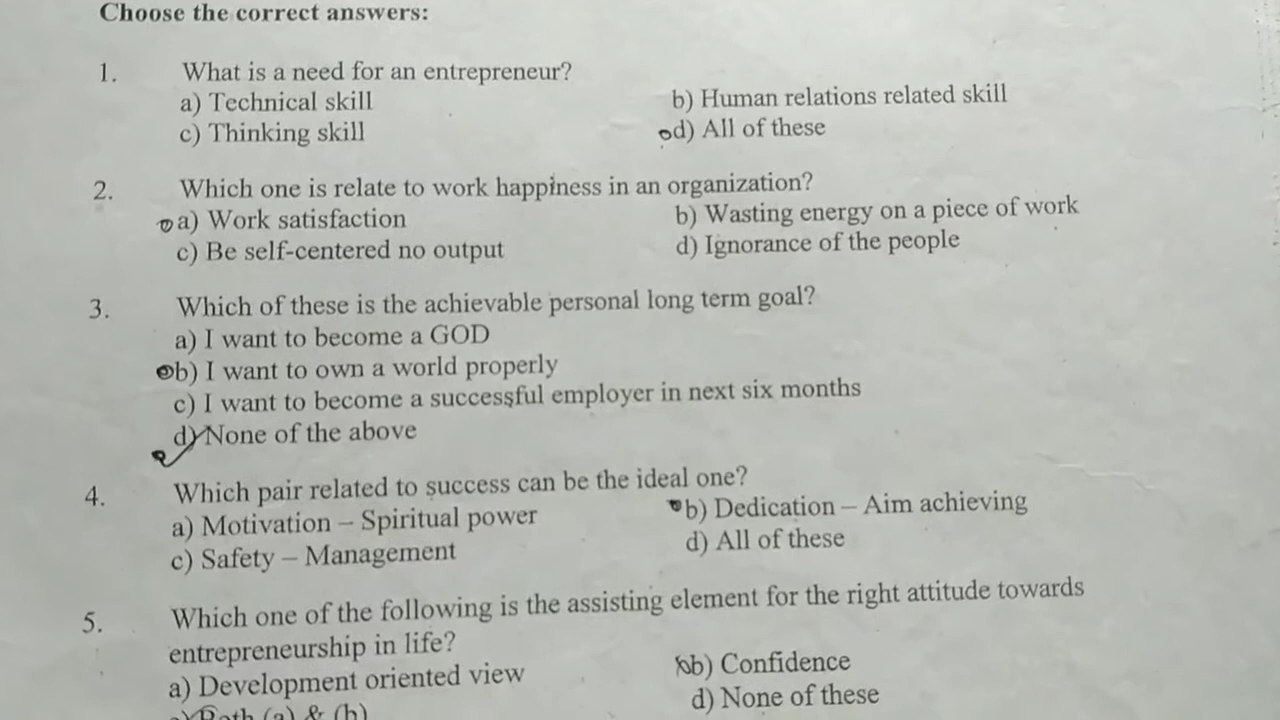 Choose the correct answers:
1. What is a need for an entrepreneur?
a) Technical skill b) Human relations related skill
c) Thinking skill d) All of these
2. Which one is relate to work happiness in an organization?
a) Work satisfaction b) Wasting energy on a piece of work
c) Be self-centered no output d) Ignorance of the people
3. Which of these is the achievable personal long term goal?
a) I want to become a GOD
b) I want to own a world properly
c) I want to become a successful employer in next six months
d) None of the above
4. Which pair related to success can be the ideal one?
a) Motivation – Spiritual power b) Dedication – Aim achieving
c) Safety – Management d) All of these
5. Which one of the following is the assisting element for the right attitude towards
entrepreneurship in life?
a) Development oriented view b) Confidence
c) Both (a) & (b) d) None of these